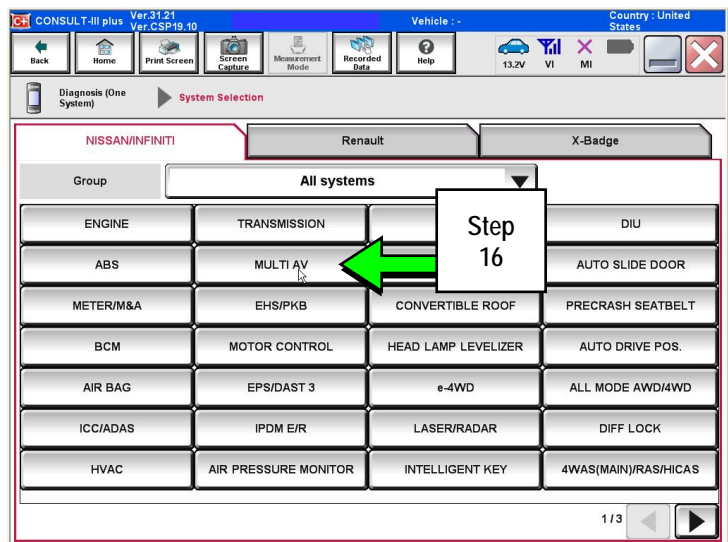 CONSULT-III plus
Ver.31.21
Ver.CSP19.10
Vehicle : -
Country : United
States
Back
Home
Print Screen
Screen
Capture
Measurement
Mode
Recorded
Data
Help
13.2V
VI
MI
Diagnosis (One
System)
System Selection
NISSAN/INFINITI
Renault
X-Badge
Group
All systems
Step
16
ENGINE
TRANSMISSION
DIU
ABS
MULTI AV
AUTO SLIDE DOOR
METER/M&A
EHS/PKB
CONVERTIBLE ROOF
PRECRASH SEATBELT
BCM
MOTOR CONTROL
HEAD LAMP LEVELIZER
AUTO DRIVE POS.
AIR BAG
EPS/DAST 3
e-4WD
ALL MODE AWD/4WD
ICC/ADAS
IPDM E/R
LASER/RADAR
DIFF LOCK
HVAC
AIR PRESSURE MONITOR
INTELLIGENT KEY
4WAS(MAIN)/RAS/HICAS
1/3